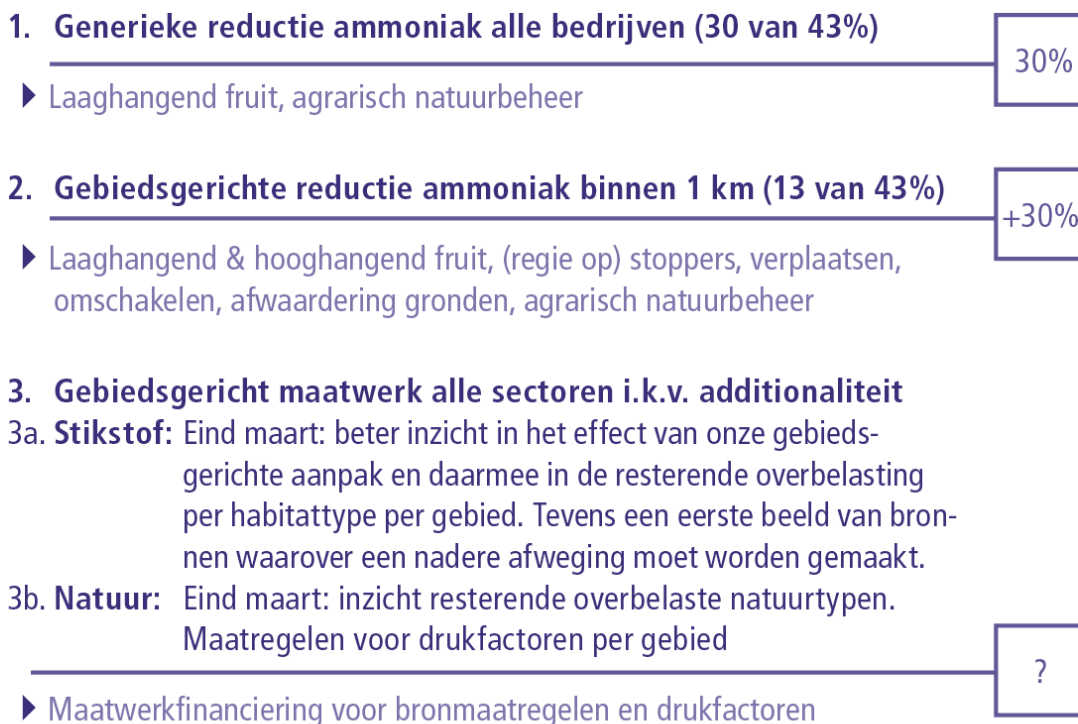 1. Generieke reductie ammoniak alle bedrijven (30 van 43%)
30%
Laaghangend fruit, agrarisch natuurbeheer
2. Gebiedsgerichte reductie ammoniak binnen 1 km (13 van 43%)
+30%
Laaghangend & hooghangend fruit, (regie op) stoppers, verplaatsen,
omschakelen, afwaardering gronden, agrarisch natuurbeheer
3. Gebiedsgericht maatwerk alle sectoren i.k.v. additionaliteit
3a. Stikstof: Eind maart: beter inzicht in het effect van onze gebieds-
gerichte aanpak en daarmee in de resterende overbelasting
per habitattype per gebied. Tevens een eerste beeld van bron-
nen waarover een nadere afweging moet worden gemaakt.
3b. Natuur: Eind maart: inzicht resterende overbelaste natuurtypen.
Maatregelen voor drukfactoren per gebied
?
Maatwerkfinanciering voor bronmaatregelen en drukfactoren